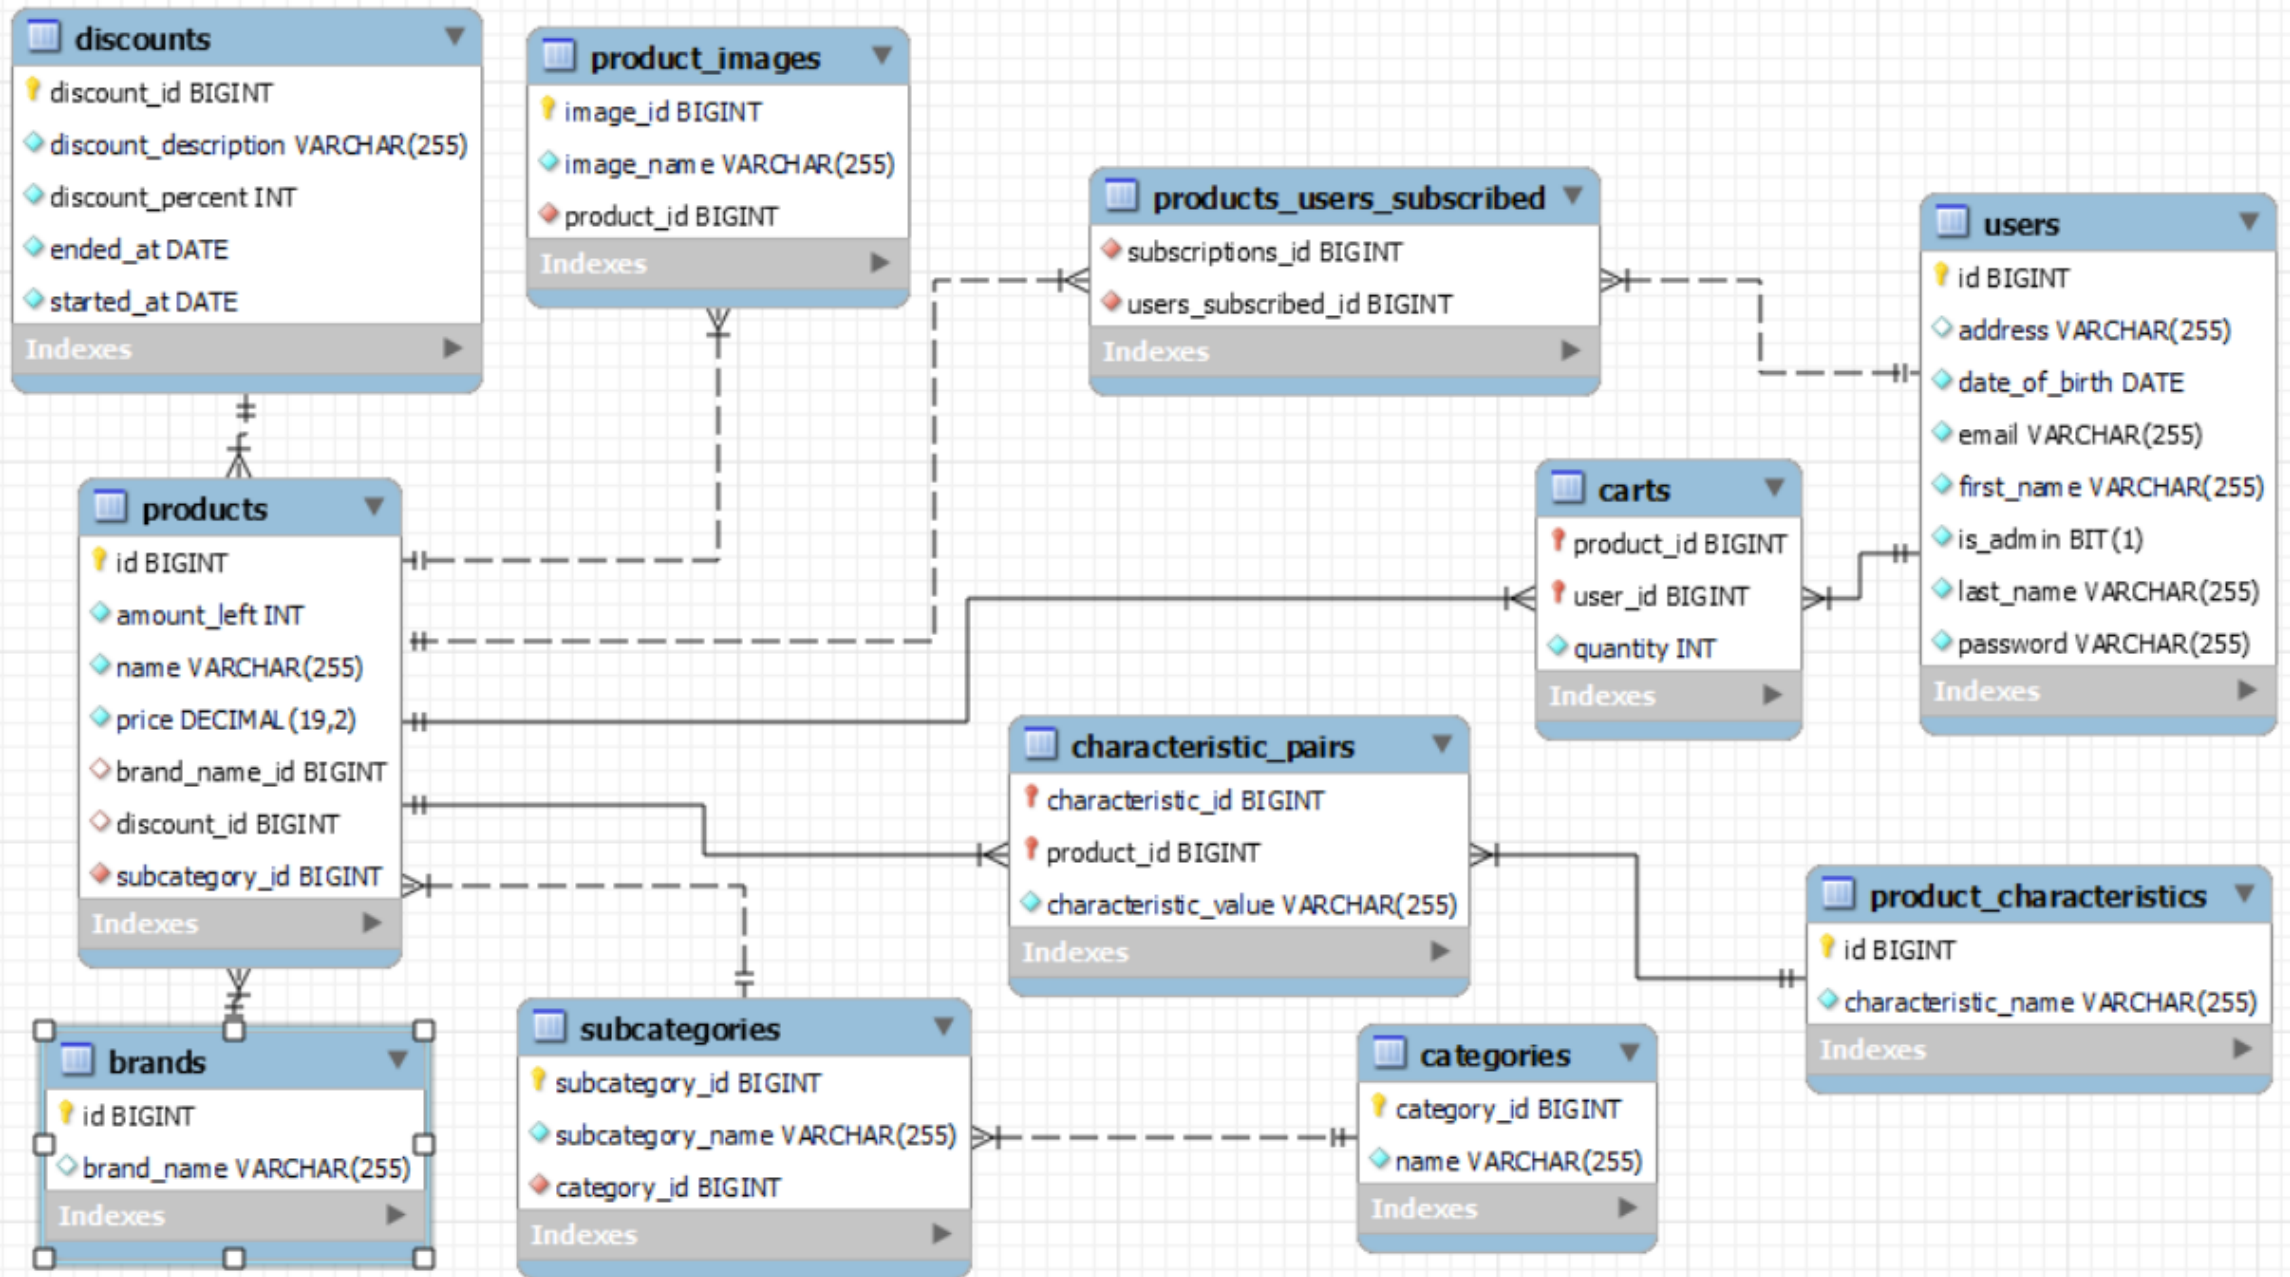 discounts
discount_id BIGINT
discount_description VARCHAR(255)
discount_percent INT
ended_at DATE
started_at DATE
Indexes
product_images
image_id BIGINT
image_name VARCHAR(255)
product_id BIGINT
Indexes
products_users_subscribed
subscriptions_id BIGINT
users_subscribed_id BIGINT
Indexes
users
id BIGINT
address VARCHAR(255)
date_of_birth DATE
email VARCHAR(255)
first_name VARCHAR(255)
is_admin BIT(1)
last_name VARCHAR(255)
password VARCHAR(255)
Indexes
products
id BIGINT
amount_left INT
name VARCHAR(255)
price DECIMAL(19,2)
brand_name_id BIGINT
discount_id BIGINT
subcategory_id BIGINT
Indexes
carts
product_id BIGINT
user_id BIGINT
quantity INT
Indexes
characteristic_pairs
characteristic_id BIGINT
product_id BIGINT
characteristic_value VARCHAR(255)
Indexes
product_characteristics
id BIGINT
characteristic_name VARCHAR(255)
Indexes
brands
id BIGINT
brand_name VARCHAR(255)
Indexes
subcategories
subcategory_id BIGINT
subcategory_name VARCHAR(255)
category_id BIGINT
Indexes
categories
category_id BIGINT
name VARCHAR(255)
Indexes